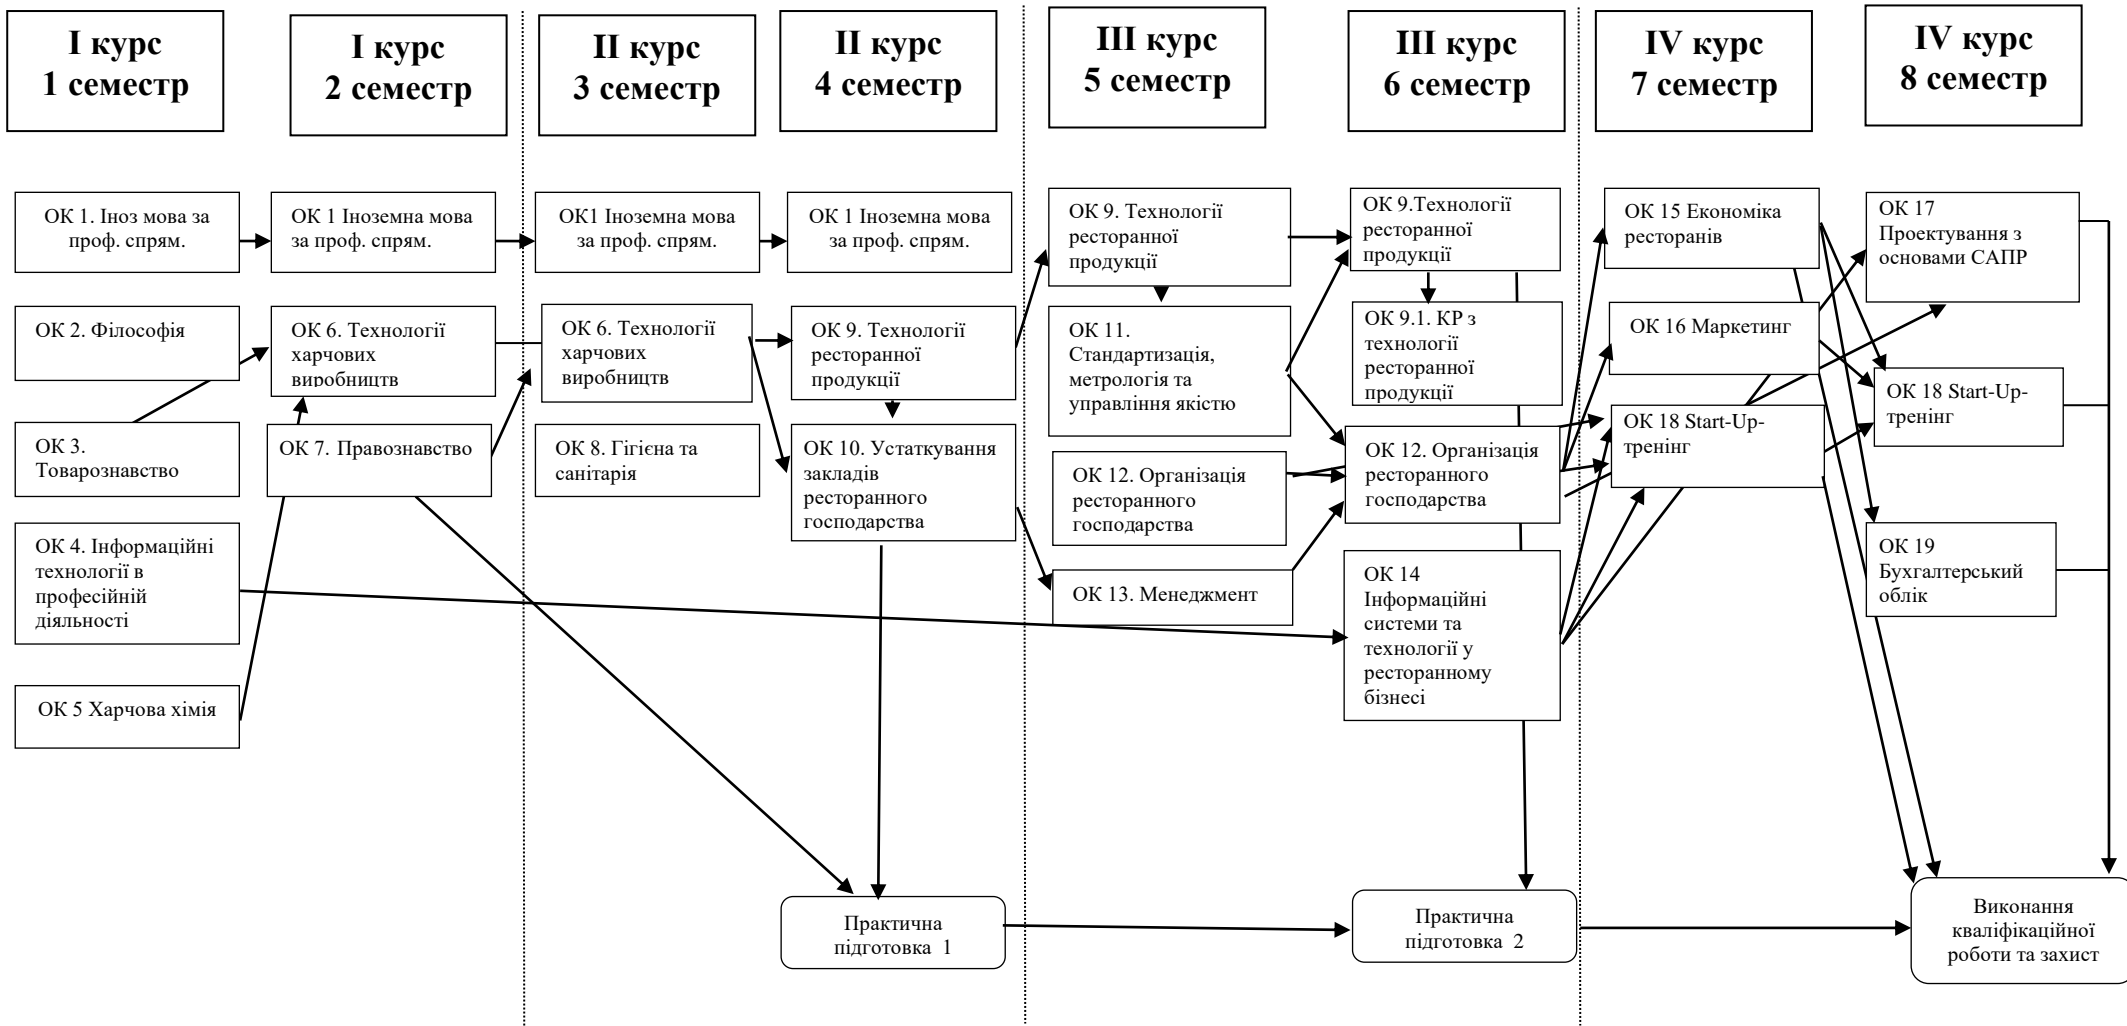 I курс
1 семестр
I курс
2 семестр
II курс
3 семестр
II курс
4 семестр
III курс
5 семестр
III курс
6 семестр
IV курс
7 семестр
IV курс
8 семестр
ОК 1. Іноз мова за
проф. спрям.
ОК 2. Філософія
ОК 3.
Товарознавство
ОК 4. Інформаційні
технології в
професійній
діяльності
ОК 5 Харчова хімія
ОК 1 Іноземна мова
за проф. спрям.
ОК 6. Технології
харчових
виробництв
ОК 7. Правознавство
ОК1 Іноземна мова
за проф. спрям.
ОК 6. Технології
харчових
виробництв
ОК 8. Гігієна та
санітарія
ОК 1 Іноземна мова
за проф. спрям.
ОК 9. Технології
ресторанної
продукції
ОК 10. Устаткування
закладів
ресторанного
господарства
Практична
підготовка 1
ОК 9. Технології
ресторанної
продукції
ОК 11.
Стандартизація,
метрологія та
управління якістю
ОК 12. Організація
ресторанного
господарства
ОК 13. Менеджмент
ОК 9.Технології
ресторанної
продукції
ОК 9.1. КР з
технології
ресторанної
продукції
ОК 12. Організація
ресторанного
господарства
ОК 14
Інформаційні
системи та
технології у
ресторанному
бізнесі
Практична
підготовка 2
ОК 15 Економіка
ресторанів
ОК 16 Маркетинг
ОК 18 Start-Up-
тренінг
ОК 17
Проектування з
основами САПР
ОК 18 Start-Up-
тренінг
ОК 19
Бухгалтерський
облік
Виконання
кваліфікаційної
роботи та захист